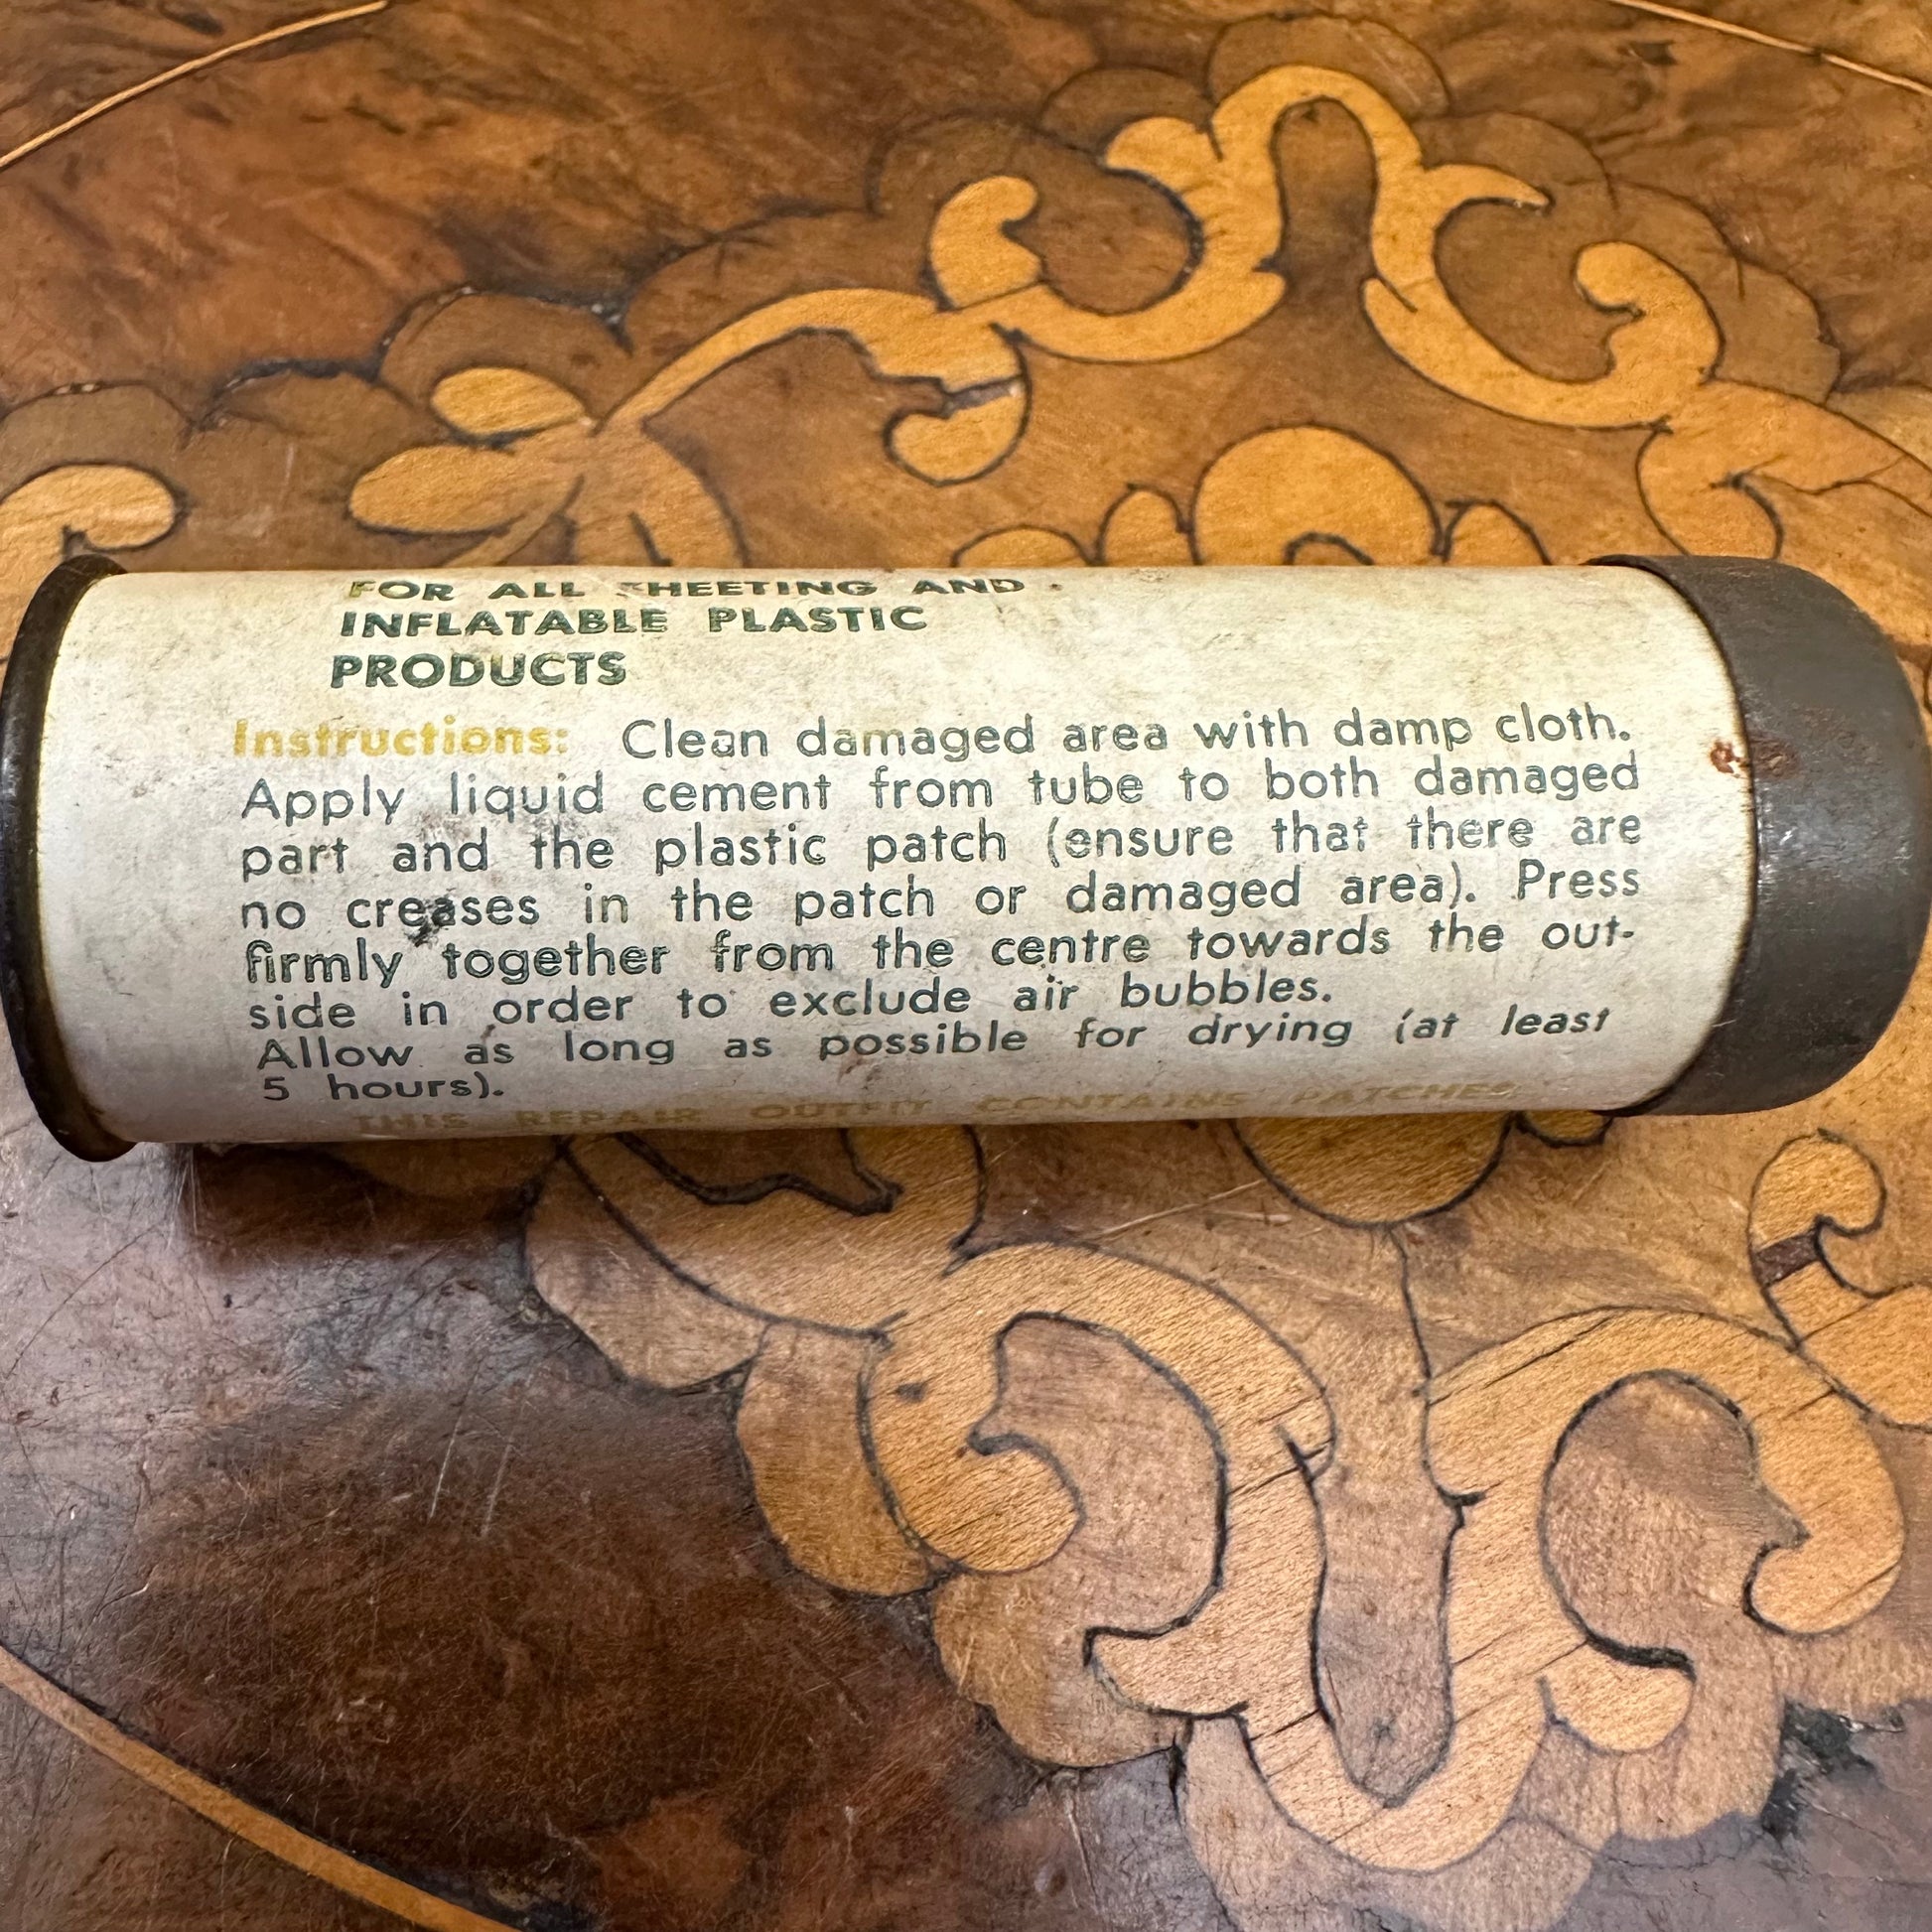 FOR ALL SHEETING AND
INFLATABLE PLASTIC
PRODUCTS
Instructions: Clean damaged area with damp cloth.
Apply liquid cement from tube to both damaged
part and the plastic patch (ensure that there are
no creases in the patch or damaged area). Press
firmly together from the centre towards the out-
side in order to exclude air bubbles.
Allow as long as possible for drying (at least
5 hours).
THIS REPAIR OUTFIT CONTAINS PATCHES